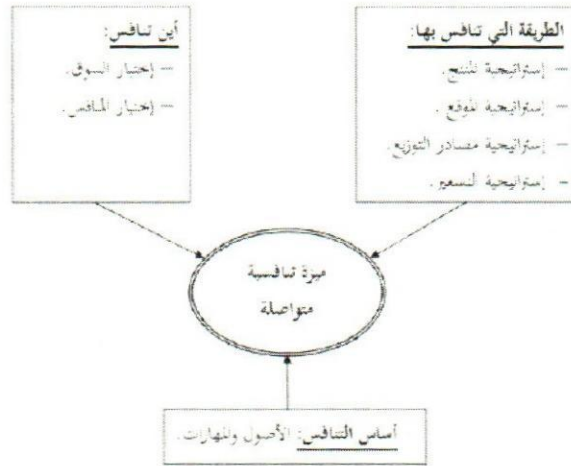 الطريقة التي تنافس بها:
– إستراتيجية المنتج.
– إستراتيجية الموقع.
– إستراتيجية مصادر التوزيع.
– إستراتيجية التسعير.
أين تنافس:
– إختيار السوق.
– إختيار المنافس.
ميزة تنافسية
متواصلة
أساس التنافس: الأصول والمهارات.